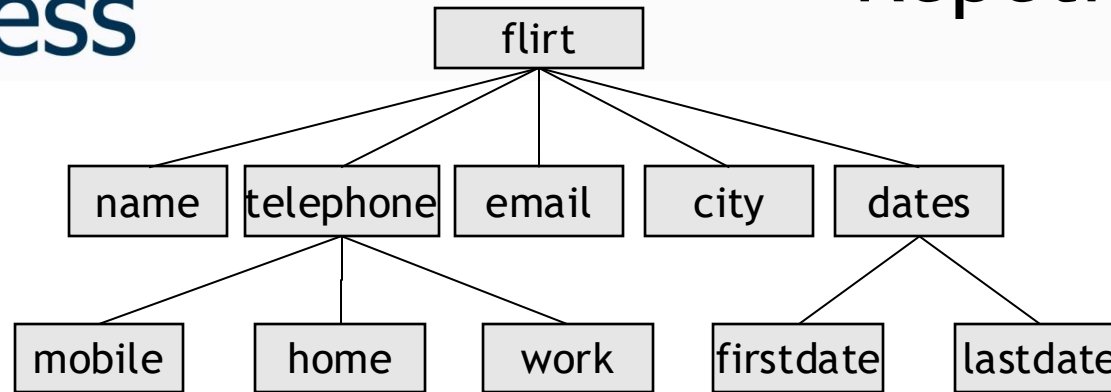 ess
flirt
name telephone email city dates
mobile home work firstdate lastdate